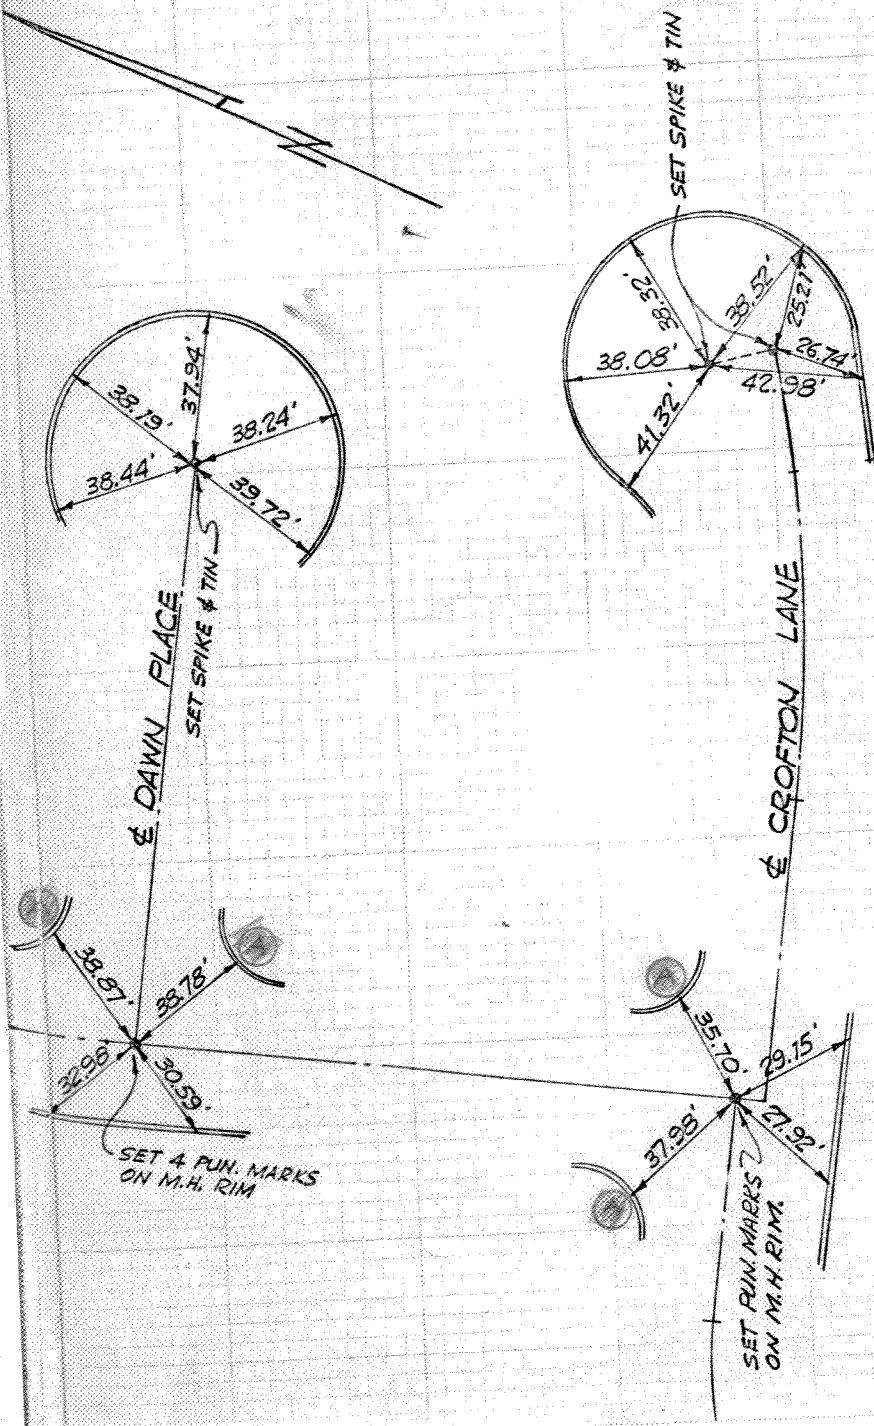 N
SET SPIKE & TIN
38.32'
38.52'
25.21'
38.08'
26.74'
42.98'
41.32'
37.94'
38.19'
38.24'
38.44'
39.72'
SET SPIKE & TIN
℄ DAWN PLACE
℄ CROFTON LANE
A
38.87'
38.78'
32.98'
30.59'
SET 4 PUN. MARKS
ON M.H. RIM
35.70'
29.15'
37.98'
27.92'
SET PUN. MARKS
ON M.H RIM.